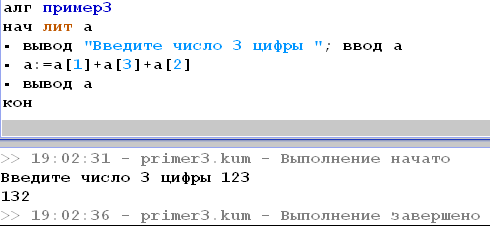 алг пример3
нач лит а
• вывод "Введите число 3 цифры "; ввод а
• а:=а[1]+а[3]+а[2]
• вывод а
кон
>> 19:02:31 - primer3.kum - Выполнение начато
Введите число 3 цифры 123
132
>> 19:02:36 - primer3.kum - Выполнение завершено